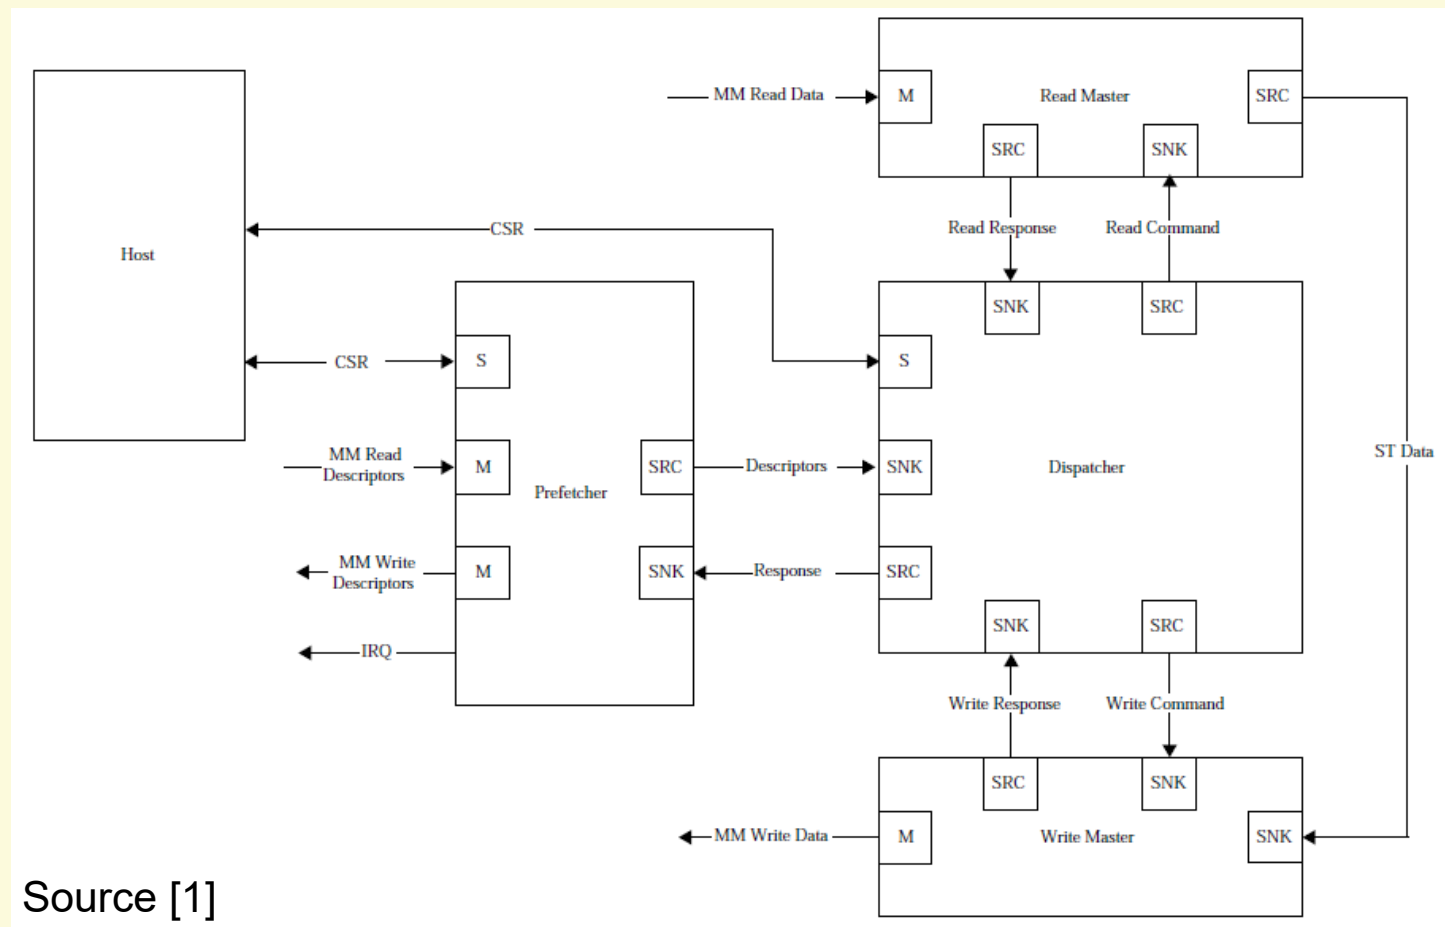 MM Read Data
M
Read Master
SRC
SRC
SNK
Read Response
Read Command
CSR
Host
SNK
SRC
CSR
S
S
MM Read
Descriptors
M
SRC
Descriptors
SNK
Dispatcher
ST Data
Prefetcher
MM Write
Descriptors
M
SNK
Response
SRC
SNK
SRC
IRQ
Write Response
Write Command
SRC
SNK
MM Write Data
M
Write Master
SNK
Source [1]